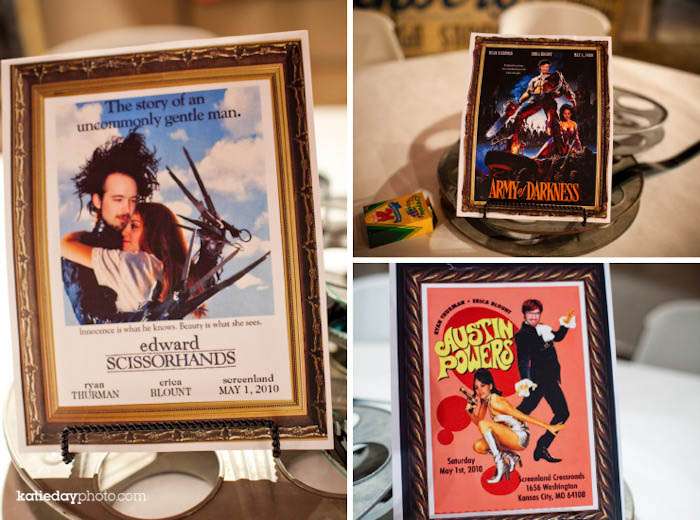 The story of an
uncommonly gentle man.
Innocence is what he knows. Beauty is what she sees.
edward
SCISSORHANDS
ryan
THURMAN
erica
BLOUNT
screenland
MAY 1, 2010
katiedayphoto.com
RYAN THURMAN
ERICA BLOUNT
MAY 1, 2010
ARMY of DARKNESS
RYAN THURMAN • ERICA BLOUNT
AUSTIN
POWERS
Saturday
May 1st, 2010
Screenland Crossroads
1656 Washington
Kansas City, MO 64108